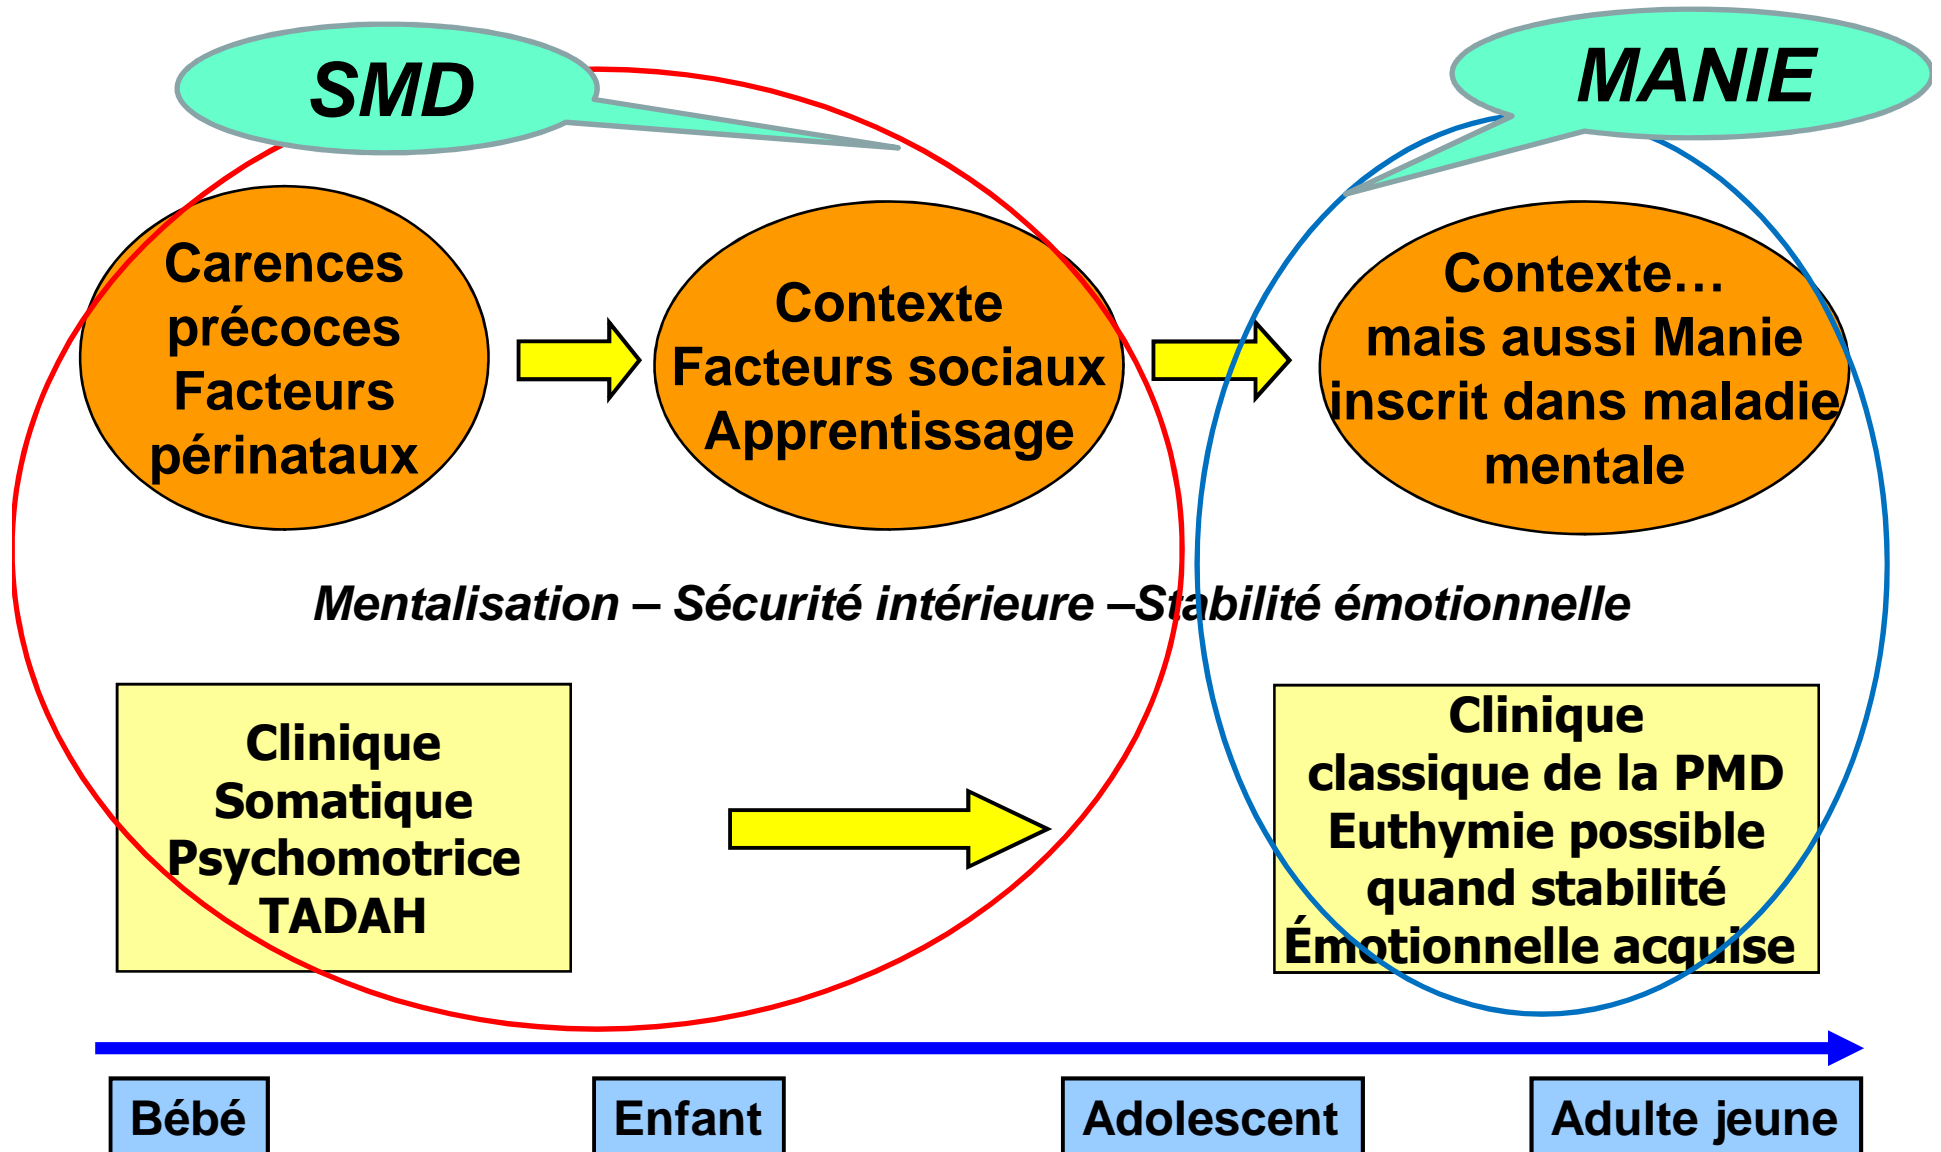 SMD
MANIE
Carences
précoces
Facteurs
périnataux
Contexte
Facteurs sociaux
Apprentissage
Contexte…
mais aussi Manie
inscrit dans maladie
mentale
Mentalisation – Sécurité intérieure –Stabilité émotionnelle
Clinique
Somatique
Psychomotrice
TADAH
Clinique
classique de la PMD
Euthymie possible
quand stabilité
Émotionnelle acquise
Bébé
Enfant
Adolescent
Adulte jeune